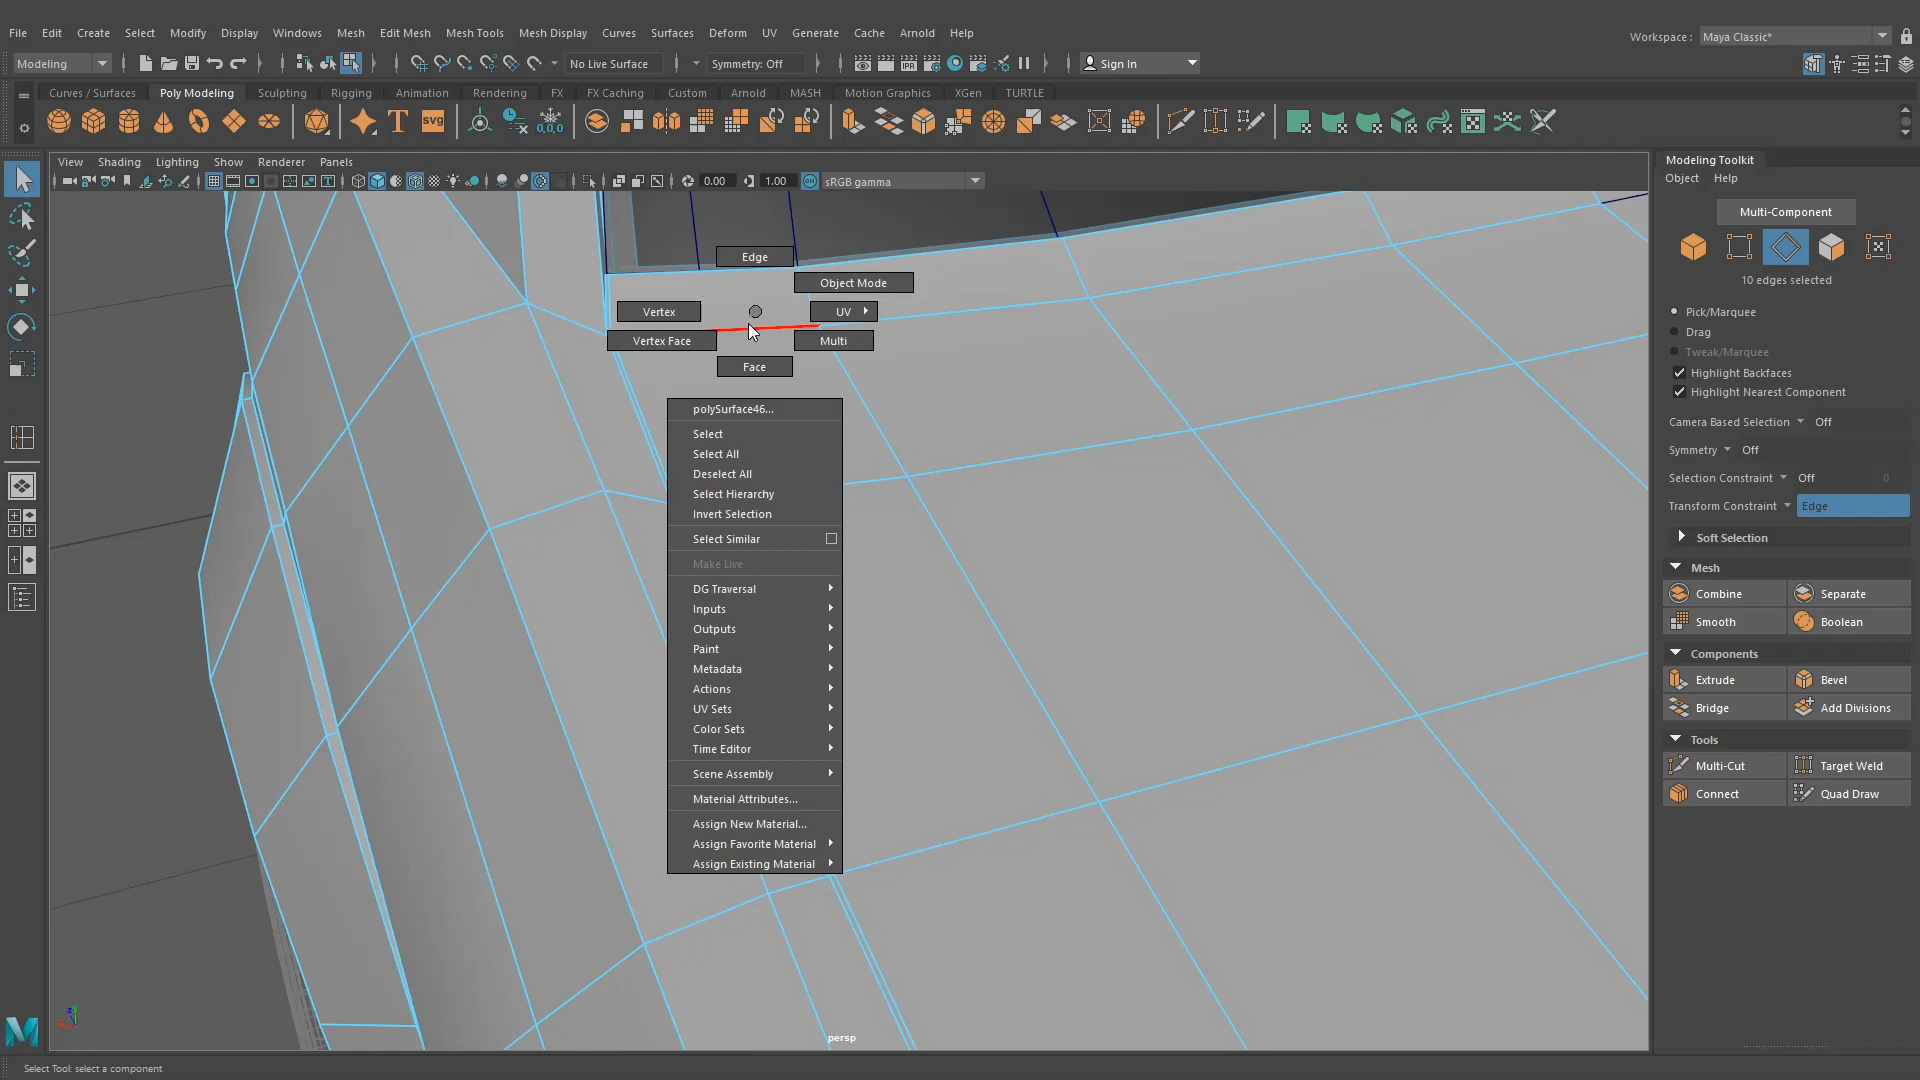 File Edit Create Select Modify Display Windows Mesh Edit Mesh Mesh Tools Mesh Display Curves Surfaces Deform UV Generate Cache Arnold Help
Workspace : Maya Classic*
Modeling No Live Surface Symmetry: Off Sign In
Curves / Surfaces Poly Modeling Sculpting Rigging Animation Rendering FX FX Caching Custom Arnold MASH Motion Graphics XGen TURTLE
T svg 0,0,0
View Shading Lighting Show Renderer Panels
0.00 1.00 ON sRGB gamma
Modeling Toolkit
Object Help
Multi-Component
10 edges selected
Pick/Marquee
Drag
Tweak/Marquee
Highlight Backfaces
Highlight Nearest Component
Camera Based Selection Off
Symmetry Off
Selection Constraint Off 0
Transform Constraint Edge
Soft Selection
Mesh
Combine Separate
Smooth Boolean
Components
Extrude Bevel
Bridge Add Divisions
Tools
Multi-Cut Target Weld
Connect Quad Draw
Edge
Object Mode
Vertex UV
Vertex Face Multi
Face
polySurface46...
Select
Select All
Deselect All
Select Hierarchy
Invert Selection
Select Similar
Make Live
DG Traversal
Inputs
Outputs
Paint
Metadata
Actions
UV Sets
Color Sets
Time Editor
Scene Assembly
Material Attributes...
Assign New Material...
Assign Favorite Material
Assign Existing Material
persp
Select Tool: select a component